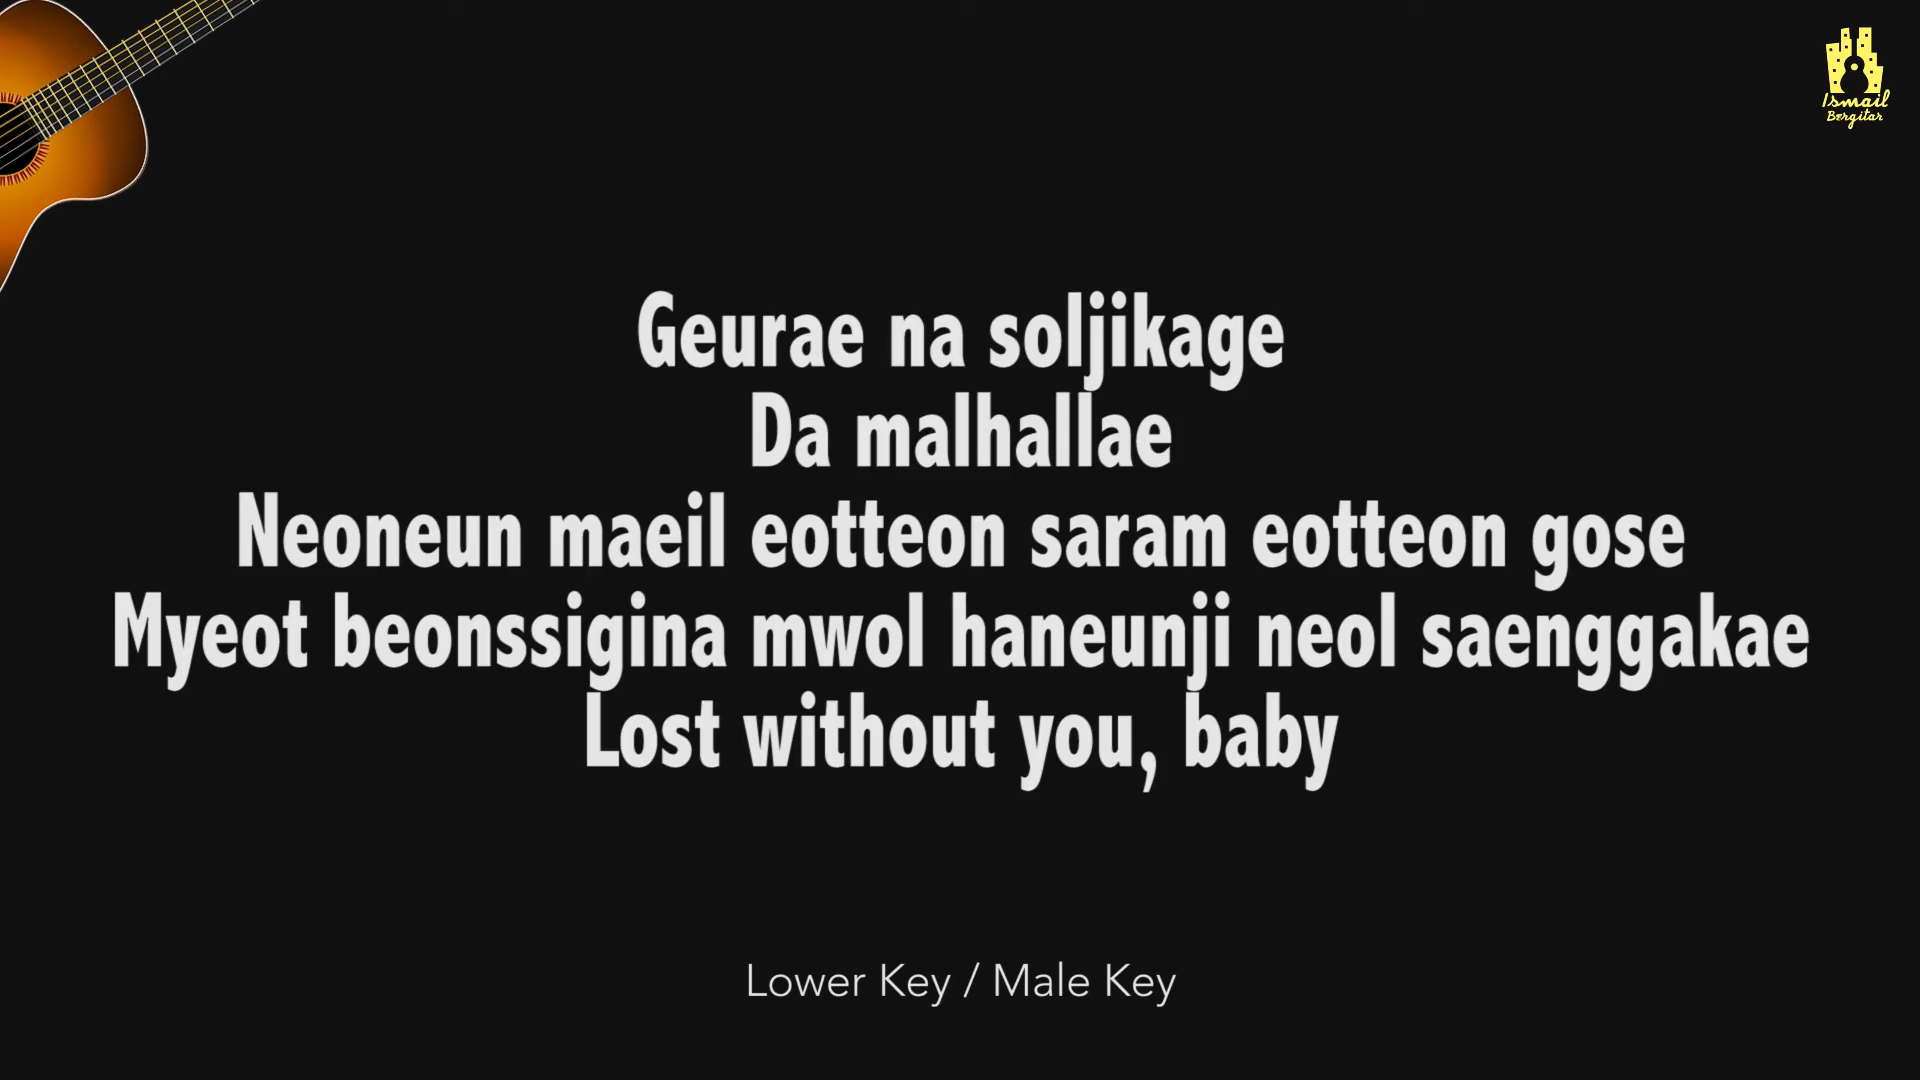 Ismail
Bergitar
Geurae na soljikage
Da malhallae
Neoneun maeil eotteon saram eotteon gose
Myeot beonssigina mwol haneunji neol saenggakae
Lost without you, baby
Lower Key / Male Key